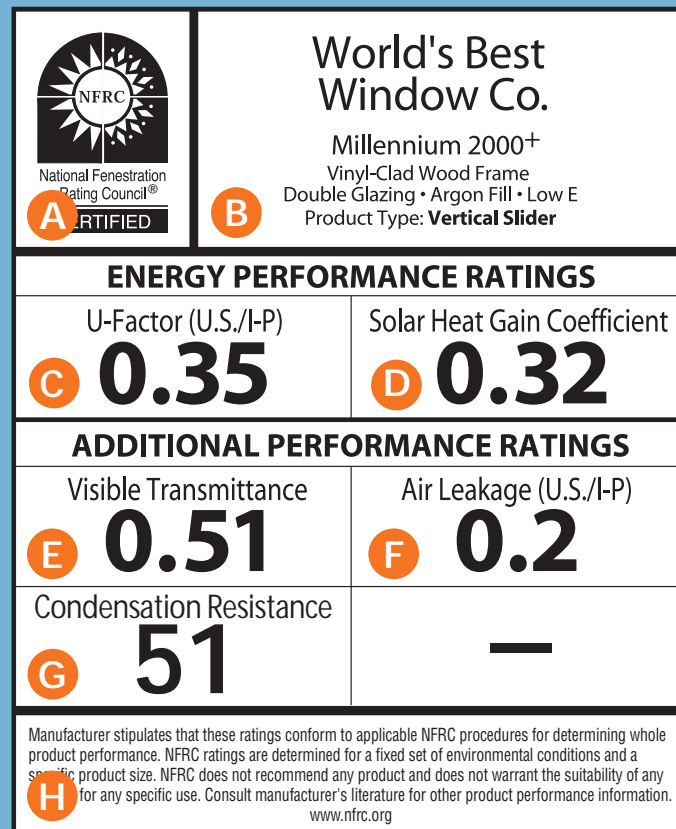 NFRC
National Fenestration
Rating Council®
A
ERTIFIED
World's Best
Window Co.
Millennium 2000+
Vinyl-Clad Wood Frame
Double Glazing • Argon Fill • Low E
B
Product Type: Vertical Slider
ENERGY PERFORMANCE RATINGS
U-Factor (U.S./I-P)
C 0.35
Solar Heat Gain Coefficient
D 0.32
ADDITIONAL PERFORMANCE RATINGS
Visible Transmittance
E 0.51
Air Leakage (U.S./I-P)
F 0.2
Condensation Resistance
G 51
—
Manufacturer stipulates that these ratings conform to applicable NFRC procedures for determining whole
product performance. NFRC ratings are determined for a fixed set of environmental conditions and a
specific product size. NFRC does not recommend any product and does not warrant the suitability of any
H for any specific use. Consult manufacturer's literature for other product performance information.
www.nfrc.org